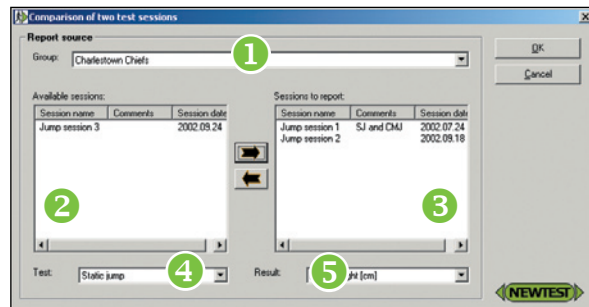 Comparison of two test sessions
Report source
1
Group: Charlestown Chiefs
OK
Cancel
Available sessions:
Session name Comments Session date
Jump session 3 2002.09.24
Sessions to report:
Session name Comments Session date
Jump session 1 SJ and CMJ 2002.07.24
Jump session 2 2002.09.18
2
3
Test: Static jump
4
Result: [cm]
5
NEWTEST